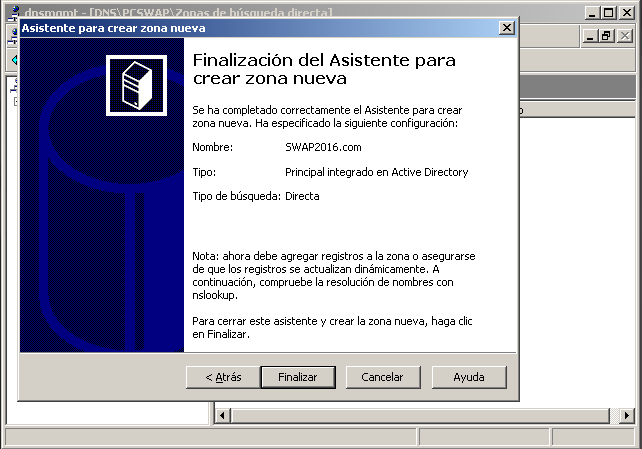 dnsmgmt - [DNS\PCSWAP\Zonas de búsqueda directa]
Asistente para crear zona nueva
Finalización del Asistente para
crear zona nueva
Se ha completado correctamente el Asistente para crear
zona nueva. Ha especificado la siguiente configuración:
Nombre: SWAP2016.com
Tipo: Principal integrado en Active Directory
Tipo de búsqueda: Directa
Nota: ahora debe agregar registros a la zona o asegurarse
de que los registros se actualizan dinámicamente. A
continuación, compruebe la resolución de nombres con
nslookup.
Para cerrar este asistente y crear la zona nueva, haga clic
en Finalizar.
< Atrás Finalizar Cancelar Ayuda